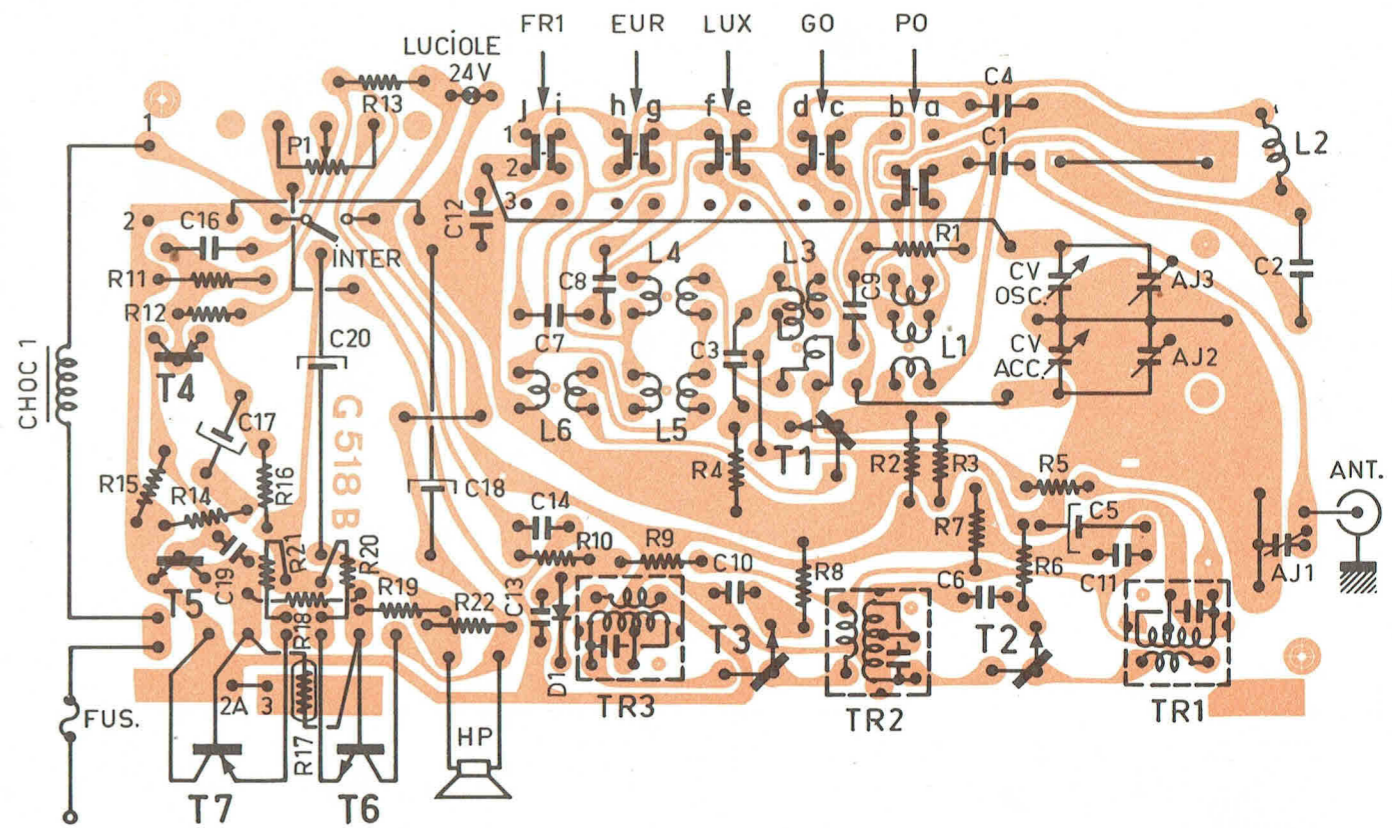 FR1 EUR LUX GO PO
LUCİOLE
24V
C4
R13
j i h g f e d c b a
1
1
P1
C1
L2
2
3
2
C16
C12
R1
İNTER
L4
L3
R11
C8
C9
CV
OSC.
AJ3
C2
R12
C7
C20
C3
L1
CV
ACC.
AJ2
T4
CHOC 1
C17
G 518 B
L6
L5
T1
R4
R2
R3
R5
R15
R16
R14
C18
ANT.
C14
R7
C5
R10
R9
C19
R21
R20
C10
R8
C6
R6
C11
AJ1
T5
R19
R22
C13
R18
T3
T2
D1
TR3
TR2
TR1
2A 3
FUS.
R17
HP
T7
T6